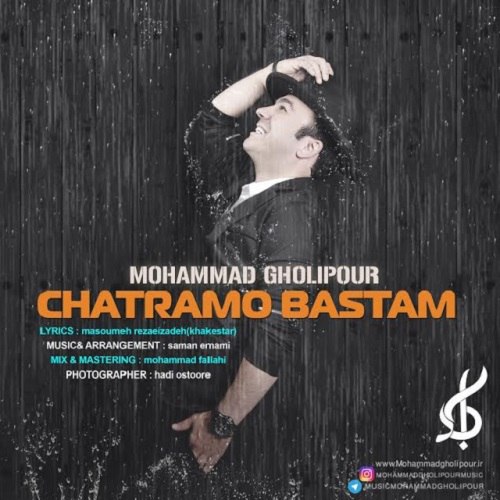 MOHAMMAD GHOLIPOUR
CHATRAMO BASTAM
LYRICS : masoumeh rezaeizadeh(khakestar)
MUSIC& ARRANGEMENT : saman emami
MIX & MASTERING : mohammad fallahi
PHOTOGRAPHER : hadi ostoore
www.Mohammadgholipour.ir
MOHAMMADGHOLIPOURMUSIC
MUSICMOHAMMADGHOLIPOUR